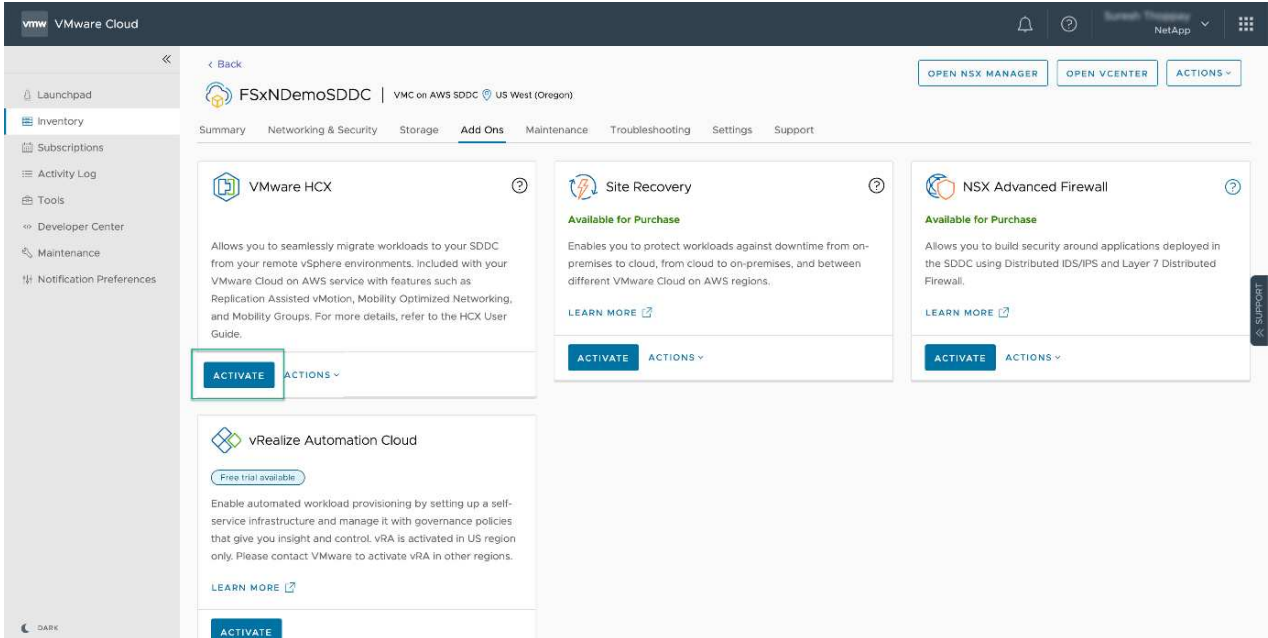 vmw VMware Cloud
NetApp
Launchpad
Inventory
Subscriptions
Activity Log
Tools
Developer Center
Maintenance
Notification Preferences
DARK
Back
FSxNDemoSDDC | VMC on AWS SDDC US West (Oregon)
OPEN NSX MANAGER OPEN VCENTER ACTIONS
Summary Networking & Security Storage Add Ons Maintenance Troubleshooting Settings Support
VMware HCX
Allows you to seamlessly migrate workloads to your SDDC
from your remote vSphere environments. Included with your
VMware Cloud on AWS service with features such as
Replication Assisted vMotion, Mobility Optimized Networking,
and Mobility Groups. For more details, refer to the HCX User
Guide.
ACTIVATE ACTIONS
Site Recovery
Available for Purchase
Enables you to protect workloads against downtime from on-
premises to cloud, from cloud to on-premises, and between
different VMware Cloud on AWS regions.
LEARN MORE
ACTIVATE ACTIONS
NSX Advanced Firewall
Available for Purchase
Allows you to build security around applications deployed in
the SDDC using Distributed IDS/IPS and Layer 7 Distributed
Firewall.
LEARN MORE
ACTIVATE ACTIONS
vRealize Automation Cloud
Free trial available
Enable automated workload provisioning by setting up a self-
service infrastructure and manage it with governance policies
that give you insight and control. vRA is activated in US region
only. Please contact VMware to activate vRA in other regions.
LEARN MORE
ACTIVATE
SUPPORT